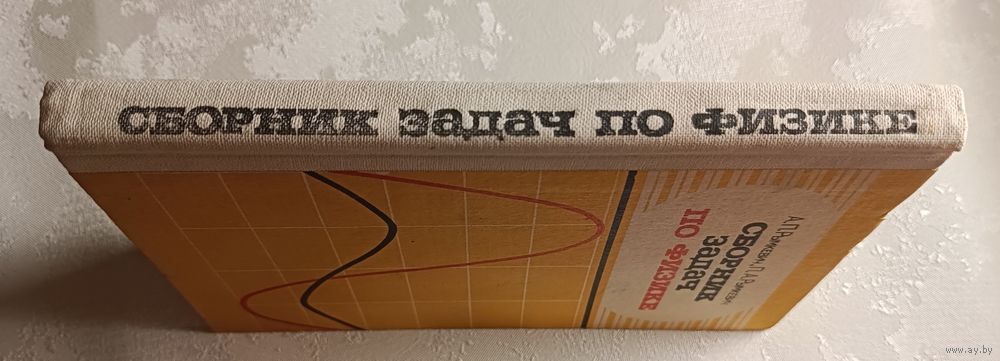 СБОРНИК ЗАДАЧ ПО ФИЗИКЕ
А.П.Рымкевич, П.А.Рымкевич
СБОРНИК
ЗАДАЧ
ПО ФИЗИКЕ
www.ay.by